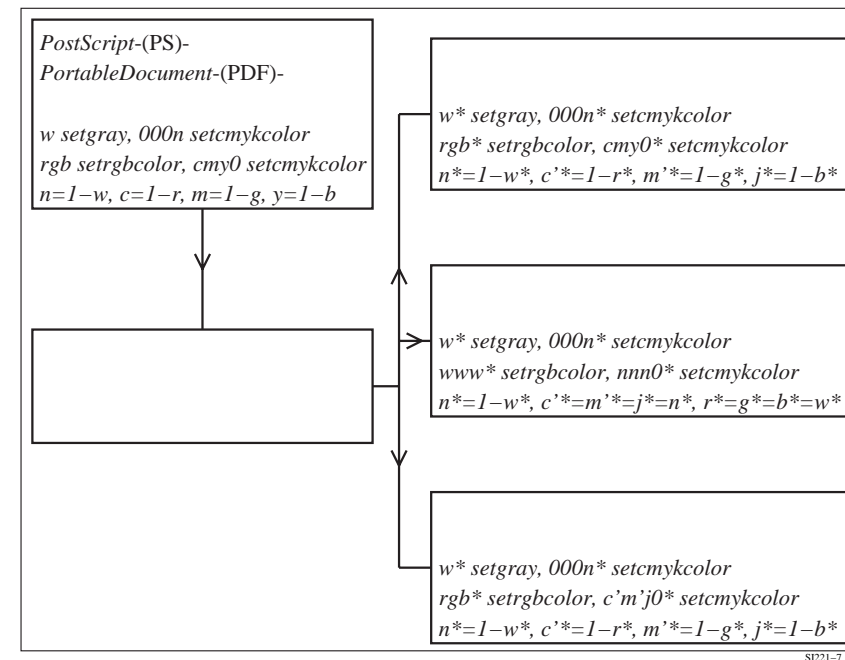 PostScript-(PS)-
PortableDocument-(PDF)-
w setgray, 000n setcmykcolor
rgb setrgbcolor, cmy0 setcmykcolor
n=1–w, c=1–r, m=1–g, y=1–b
w* setgray, 000n* setcmykcolor
rgb* setrgbcolor, cmy0* setcmykcolor
n*=1–w*, c’*=1–r*, m’*=1–g*, j*=1–b*
w* setgray, 000n* setcmykcolor
www* setrgbcolor, nnn0* setcmykcolor
n*=1–w*, c’*=m’*=j*=n*, r*=g*=b*=w*
w* setgray, 000n* setcmykcolor
rgb* setrgbcolor, c'm'j0* setcmykcolor
n*=1–w*, c’*=1–r*, m’*=1–g*, j*=1–b*
SI221–7